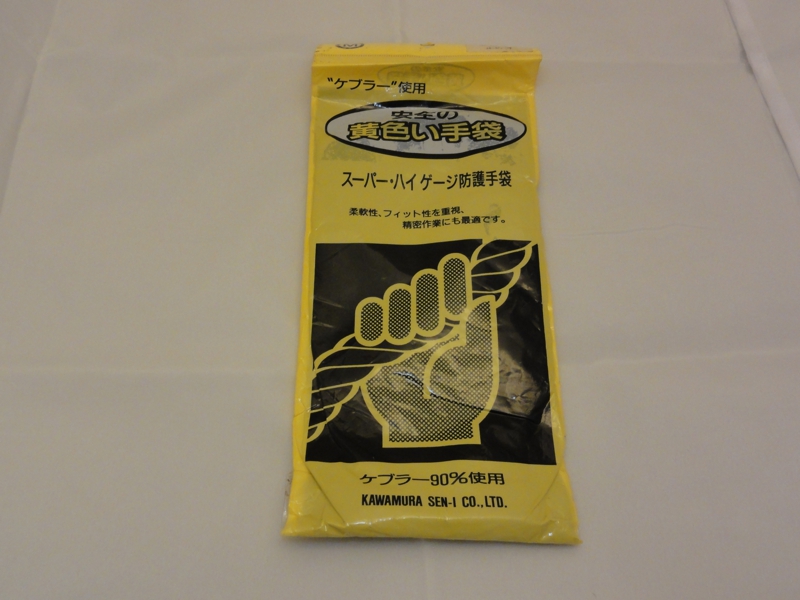 "ケブラー"使用
安全の
黄色い手袋
スーパー・ハイ ゲージ防護手袋
柔軟性、フィット性を重視、
精密作業にも最適です。
ケブラー90%使用
KAWAMURA SEN-I CO.,LTD.